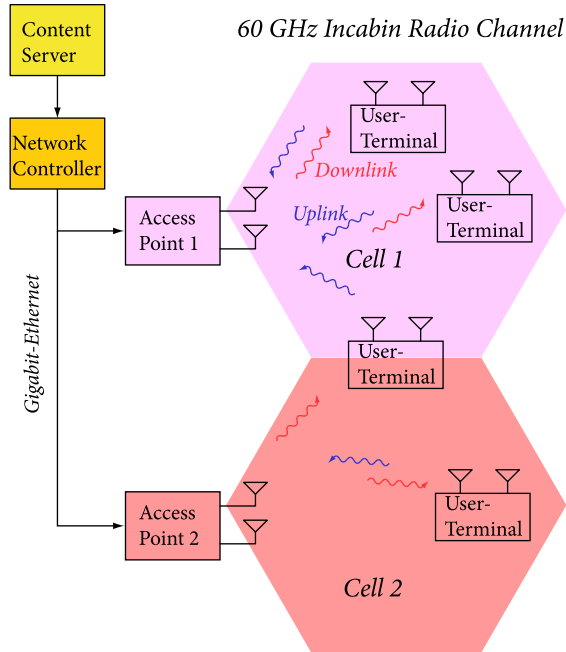 60 GHz Incabin Radio Channel
Content
Server
Network
Controller
Access
Point 1
Gigabit-Ethernet
Access
Point 2
User-
Terminal
Downlink
User-
Terminal
Uplink
Cell 1
User-
Terminal
User-
Terminal
Cell 2